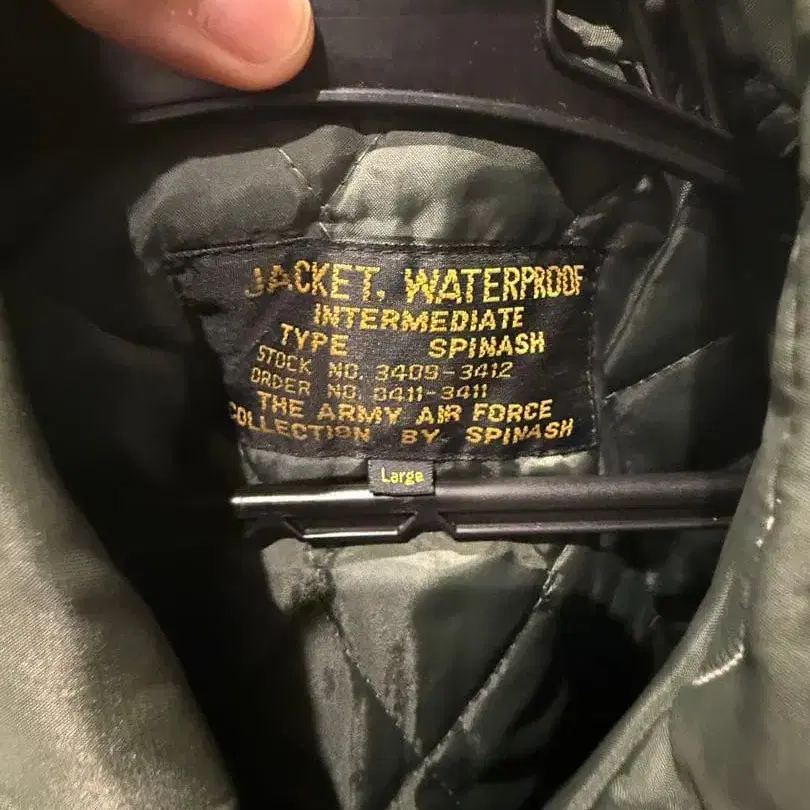 JACKET, WATERPROOF
INTERMEDIATE
TYPE SPINASH
STOCK NO. 3409-3412
ORDER NO. 0411-3411
THE ARMY AIR FORCE
COLLECTION BY SPINASH
Large